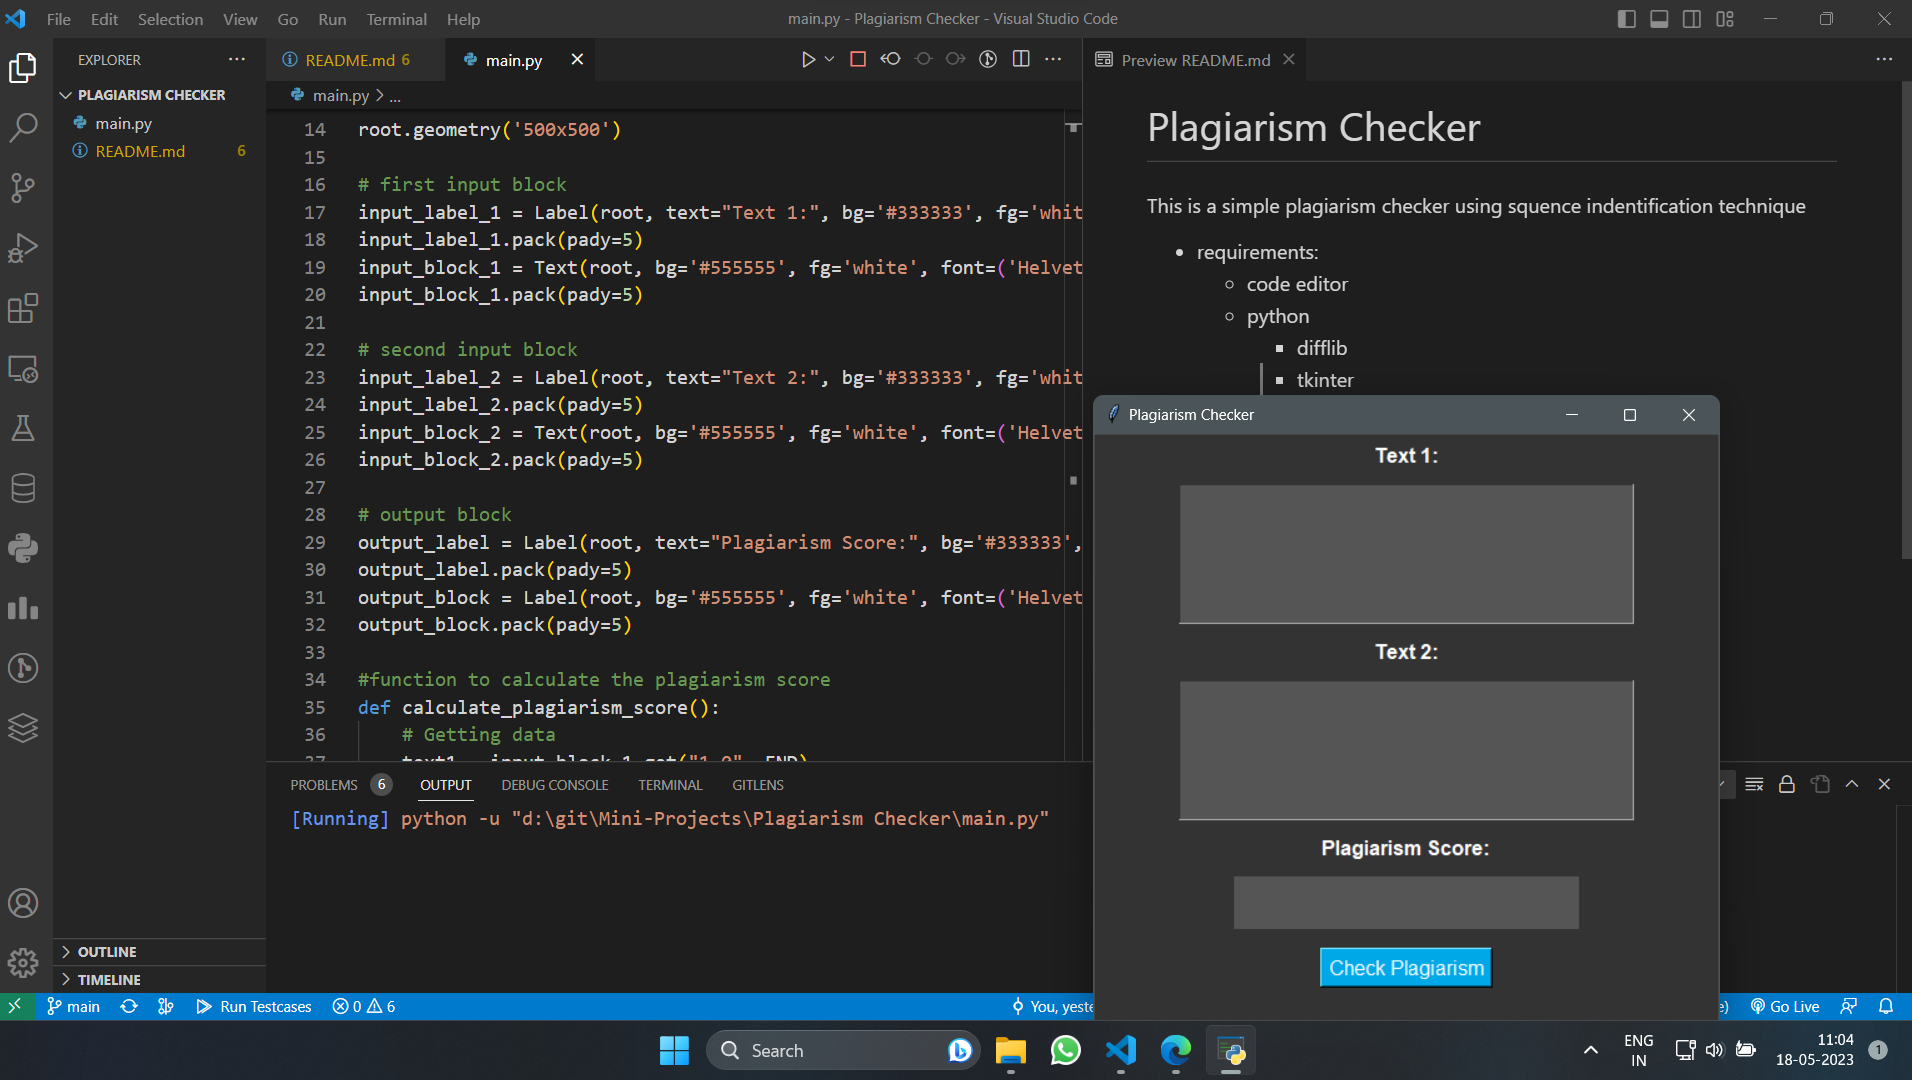 File Edit Selection View Go Run Terminal Help
main.py - Plagiarism Checker - Visual Studio Code
EXPLORER
PLAGIARISM CHECKER
main.py
README.md 6
OUTLINE
TIMELINE
README.md 6
main.py
main.py > ...
14 root.geometry('500x500')
15
16 # first input block
17 input_label_1 = Label(root, text="Text 1:", bg='#333333', fg='whit
18 input_label_1.pack(pady=5)
19 input_block_1 = Text(root, bg='#555555', fg='white', font=('Helvet
20 input_block_1.pack(pady=5)
21
22 # second input block
23 input_label_2 = Label(root, text="Text 2:", bg='#333333', fg='whit
24 input_label_2.pack(pady=5)
25 input_block_2 = Text(root, bg='#555555', fg='white', font=('Helvet
26 input_block_2.pack(pady=5)
27
28 # output block
29 output_label = Label(root, text="Plagiarism Score:", bg='#333333',
30 output_label.pack(pady=5)
31 output_block = Label(root, bg='#555555', fg='white', font=('Helvet
32 output_block.pack(pady=5)
33
34 #function to calculate the plagiarism score
35 def calculate_plagiarism_score():
36 # Getting data
37 text1 = input_block_1.get("1.0", END)
Preview README.md
Plagiarism Checker
This is a simple plagiarism checker using squence indentification technique
requirements:
code editor
python
difflib
tkinter
Plagiarism Checker
Text 1:
Text 2:
Plagiarism Score:
Check Plagiarism
PROBLEMS 6 OUTPUT DEBUG CONSOLE TERMINAL GITLENS
[Running] python -u "d:\git\Mini-Projects\Plagiarism Checker\main.py"
main Run Testcases 0 6 You, yeste
Go Live
Search
ENG
IN
11:04
18-05-2023
1